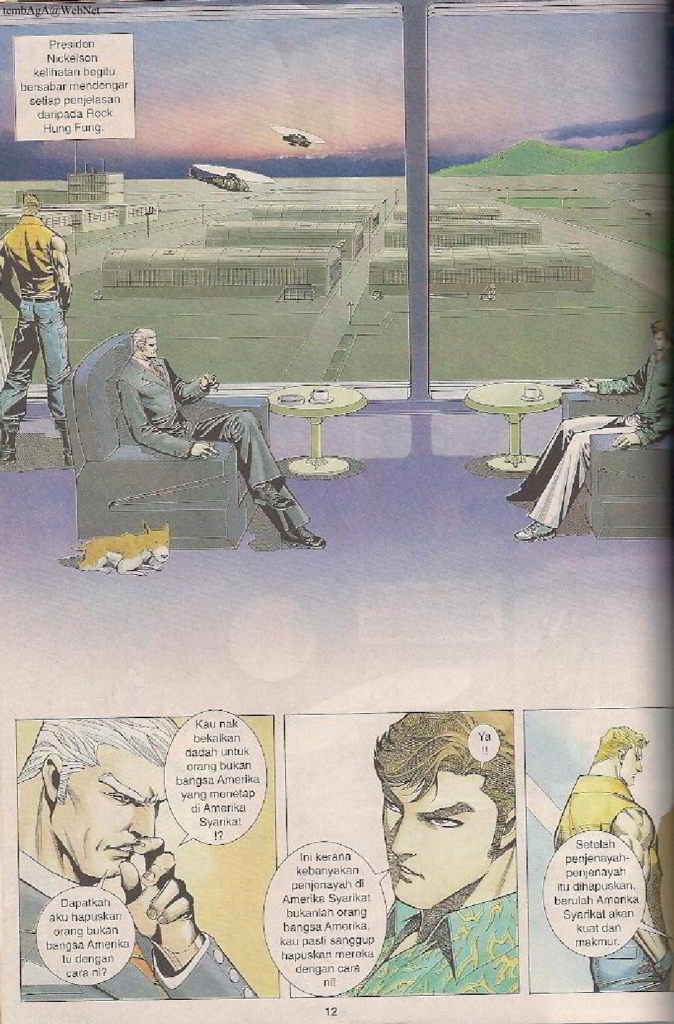 tembAgA@WebNet
Presiden
Nickelson
kelihatan begitu
bersabar mendengar
setiap penjelasan
daripada Rock
Hung Fung.
Kau nak
bekalkan
dadah untuk
orang bukan
bangsa Amerika
yang menetap
di Amerika
Syarikat
!?
Dapatkah
aku hapuskan
orang bukan
bangsa Amerika
tu dengan
cara ni?
Ya
!!
Ini kerana
kebanyakan
penjenayah di
Amerika Syarikat
bukanlah orang
bangsa Amerika,
kau pasti sanggup
hapuskan mereka
dengan cara
ni!
Setelah
penjenayah-
penjenayah
itu dihapuskan,
barulah Amerika
Syarikat akan
kuat dan
makmur.
12